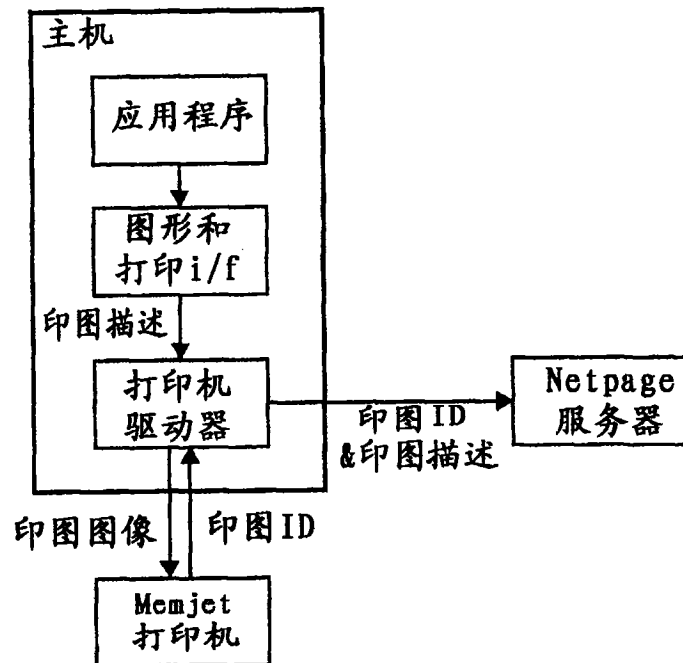 主机
应用程序
图形和
打印i/f
印图描述
打印机
驱动器
Netpage
服务器
印图ID
&印图描述
印图图像
印图ID
Memjet
打印机